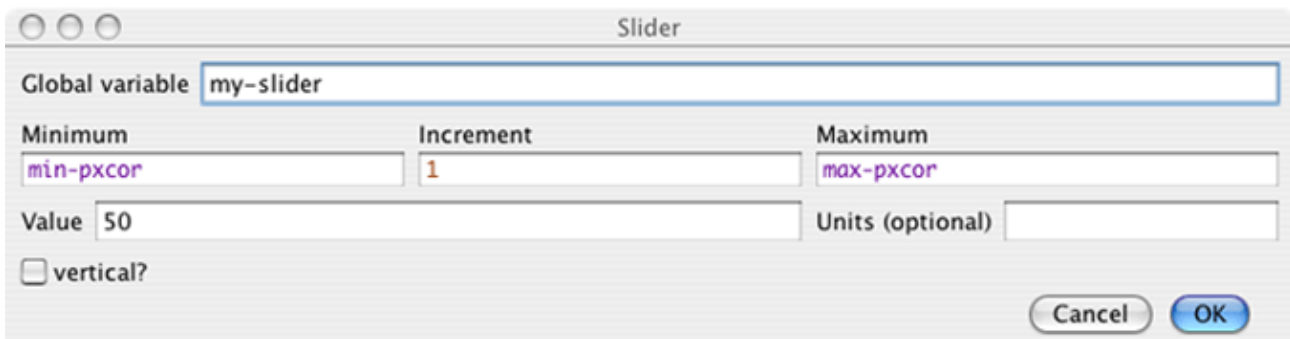 Slider
Global variable my-slider
Minimum Increment Maximum
min-pxcor 1 max-pxcor
Value 50 Units (optional)
vertical?
Cancel OK